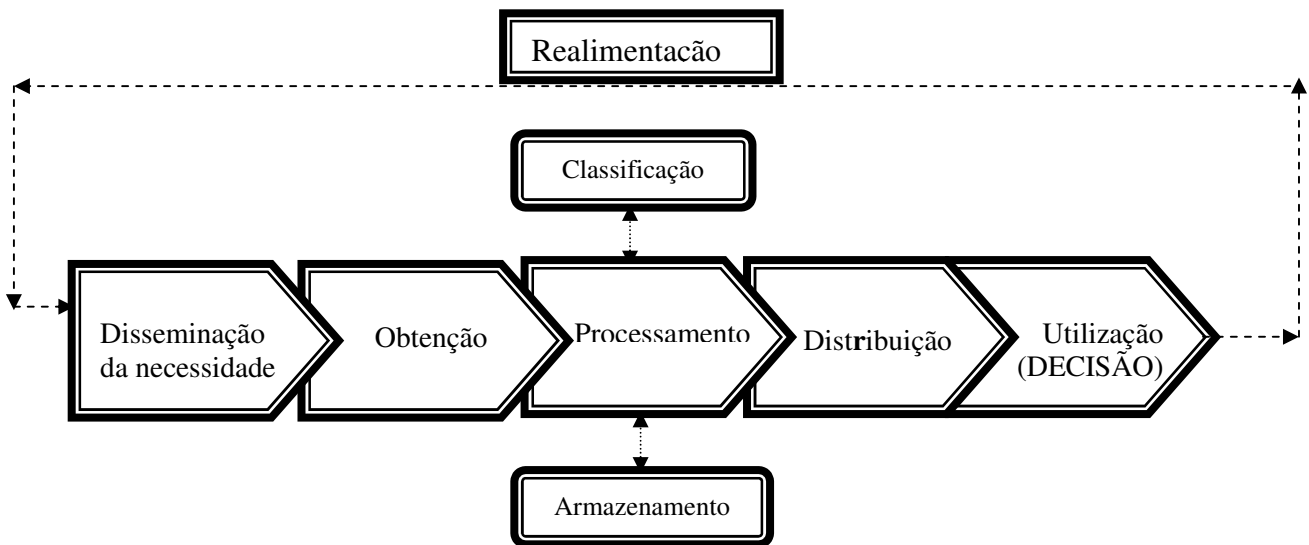 Realimentacão
Classificação
Disseminação
da necessidade
Obtenção
Processamento
Distribuição
Utilização
(DECISÃO)
Armazenamento